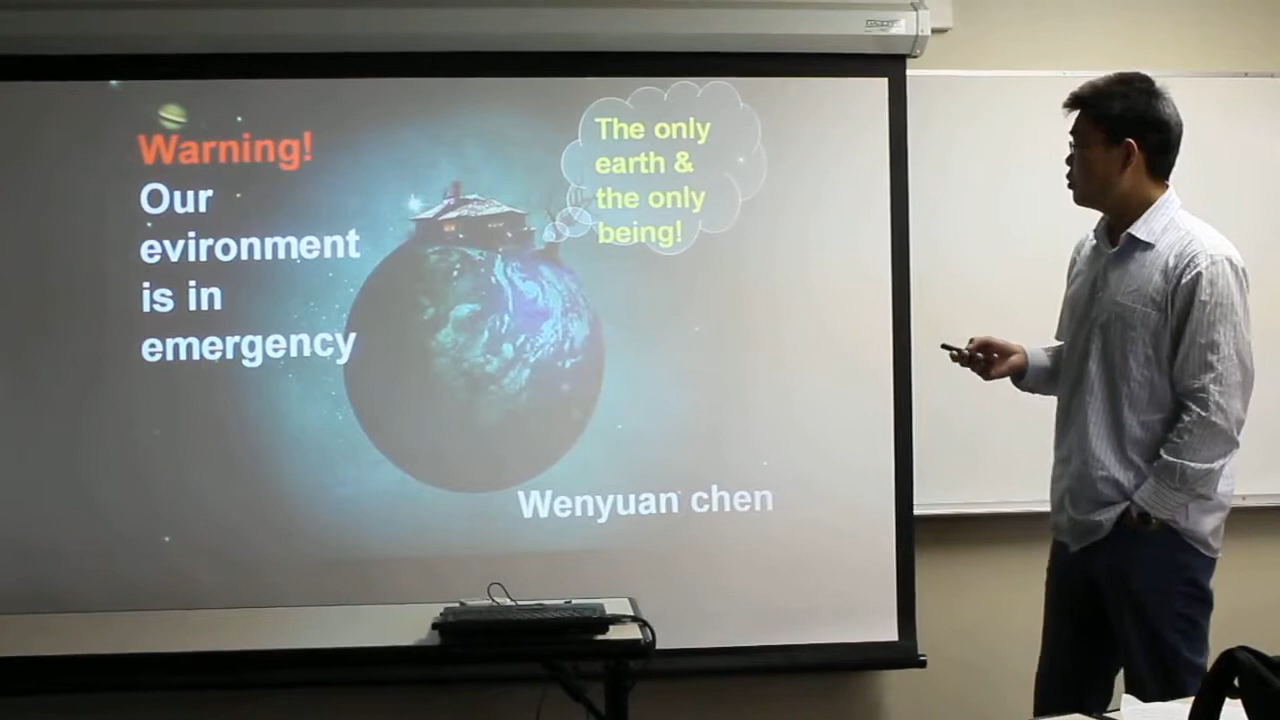 Warning!
Our
evironment
is in
emergency
The only
earth &
the only
being!
Wenyuan chen